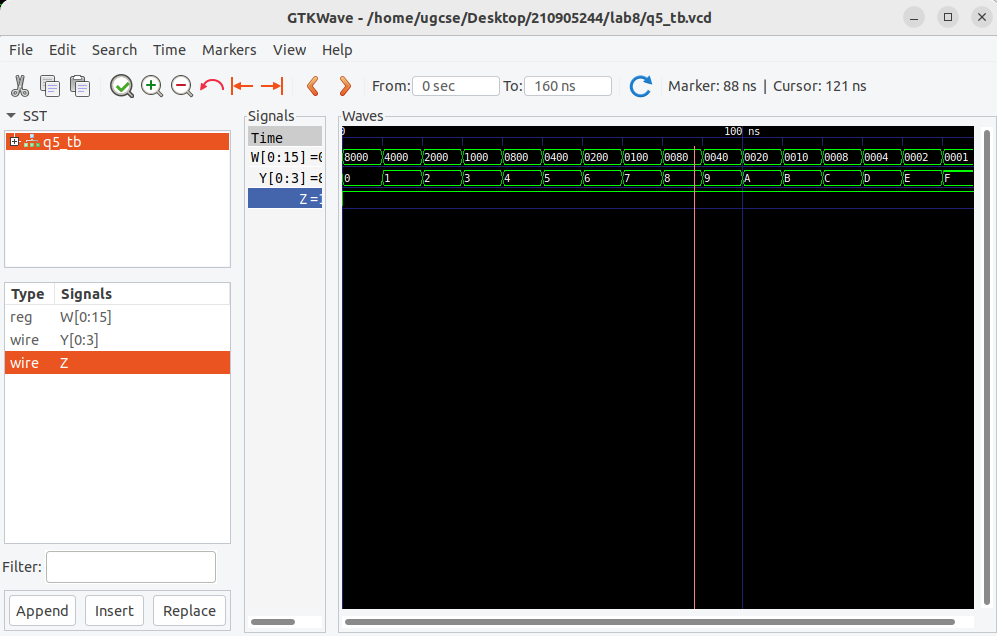 GTKWave - /home/ugcse/Desktop/210905244/lab8/q5_tb.vcd
File Edit Search Time Markers View Help
From: 0 sec To: 160 ns Marker: 88 ns | Cursor: 121 ns
SST
q5_tb
Type Signals
reg W[0:15]
wire Y[0:3]
wire Z
Filter:
Append Insert Replace
Signals
Time
W[0:15] =
Y[0:3] =
Z =
Waves
0 100 ns
8000 4000 2000 1000 0800 0400 0200 0100 0080 0040 0020 0010 0008 0004 0002 0001
0 1 2 3 4 5 6 7 8 9 A B C D E F